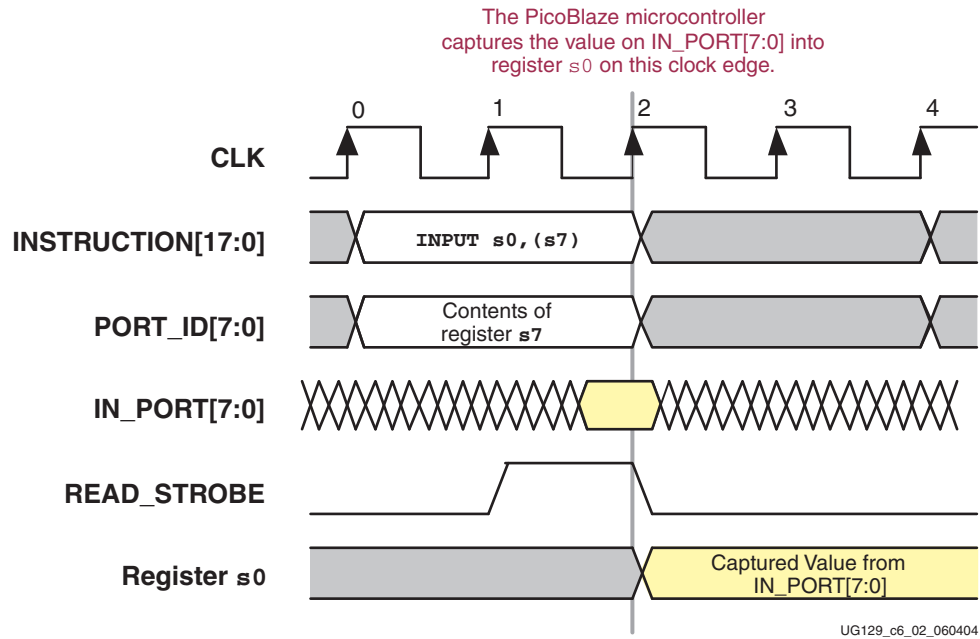 The PicoBlaze microcontroller
captures the value on IN_PORT[7:0] into
register s0 on this clock edge.
0 1 2 3 4
CLK
INSTRUCTION[17:0]
INPUT s0,(s7)
PORT_ID[7:0]
Contents of
register s7
IN_PORT[7:0]
READ_STROBE
Register s0
Captured Value from
IN_PORT[7:0]
UG129_c6_02_060404